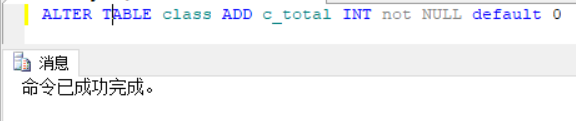 ALTER TABLE class ADD c_total INT not NULL default 0
消息
命令已成功完成。